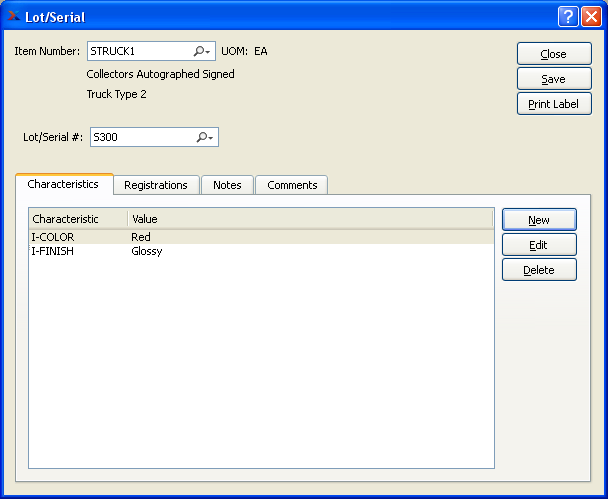 Lot/Serial
Item Number: STRUCK1 UOM: EA
Close
Collectors Autographed Signed
Save
Truck Type 2
Print Label
Lot/Serial #: S300
Characteristics Registrations Notes Comments
Characteristic Value
New
I-COLOR Red
Edit
I-FINISH Glossy
Delete